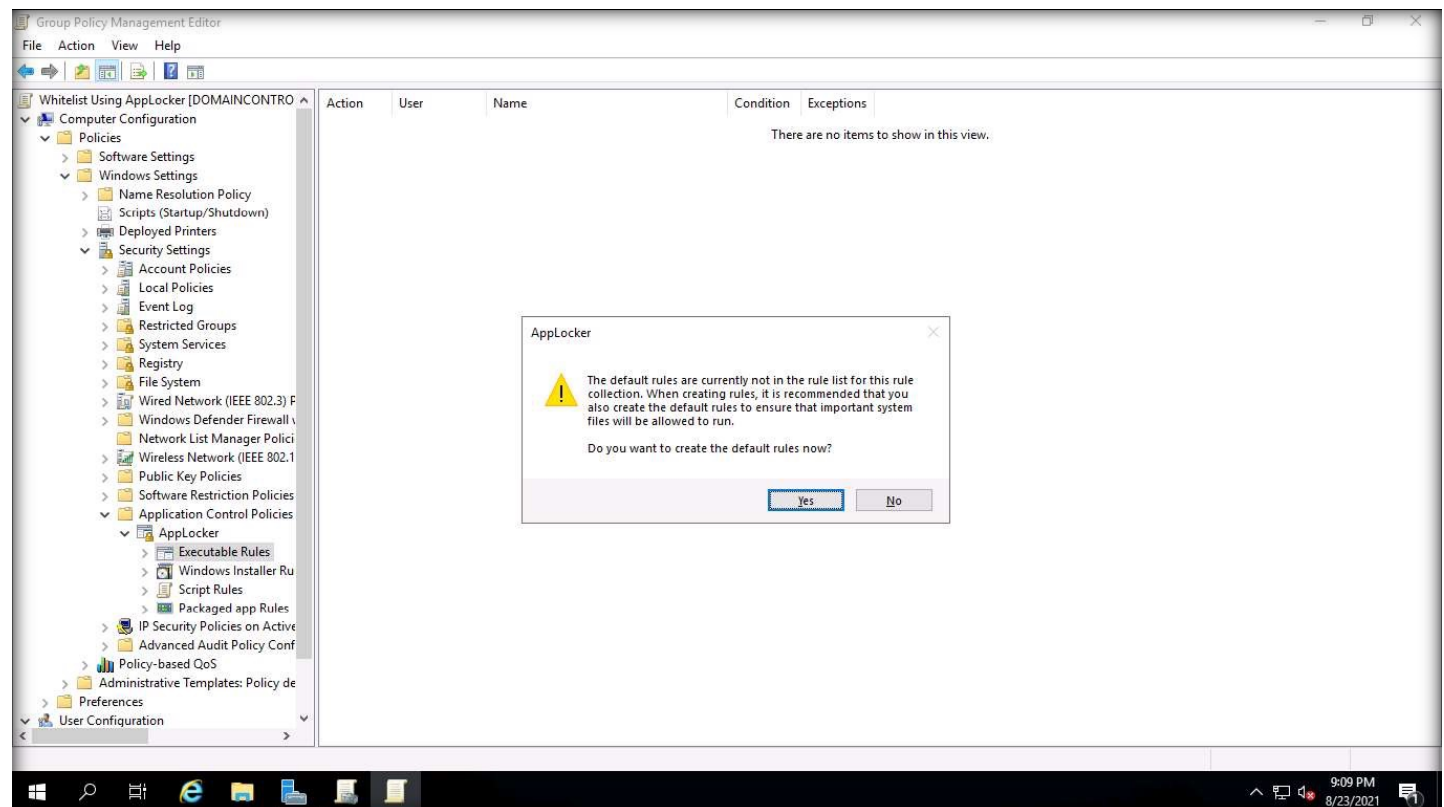 Group Policy Management Editor
File Action View Help
Whitelist Using AppLocker [DOMAINCONTRO
Computer Configuration
Policies
Software Settings
Windows Settings
Name Resolution Policy
Scripts (Startup/Shutdown)
Deployed Printers
Security Settings
Account Policies
Local Policies
Event Log
Restricted Groups
System Services
Registry
File System
Wired Network (IEEE 802.3) P
Windows Defender Firewall
Network List Manager Polici
Wireless Network (IEEE 802.1
Public Key Policies
Software Restriction Policies
Application Control Policies
AppLocker
Executable Rules
Windows Installer Ru
Script Rules
Packaged app Rules
IP Security Policies on Active
Advanced Audit Policy Conf
Policy-based QoS
Administrative Templates: Policy de
Preferences
User Configuration
Action User Name Condition Exceptions
There are no items to show in this view.
AppLocker
The default rules are currently not in the rule list for this rule
collection. When creating rules, it is recommended that you
also create the default rules to ensure that important system
files will be allowed to run.
Do you want to create the default rules now?
Yes No
9:09 PM
8/23/2021
1